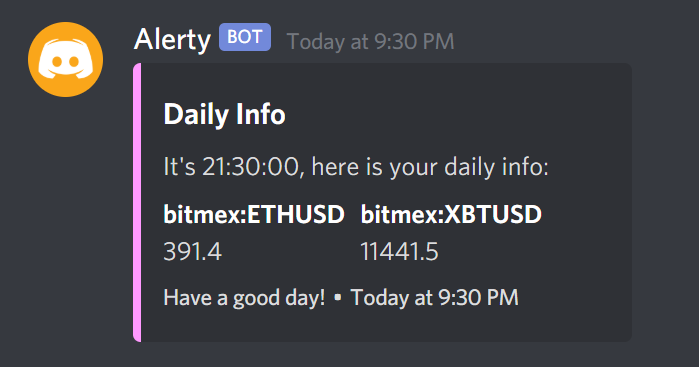 Alerty BOT Today at 9:30 PM
Daily Info
It's 21:30:00, here is your daily info:
bitmex:ETHUSD bitmex:XBTUSD
391.4 11441.5
Have a good day! • Today at 9:30 PM